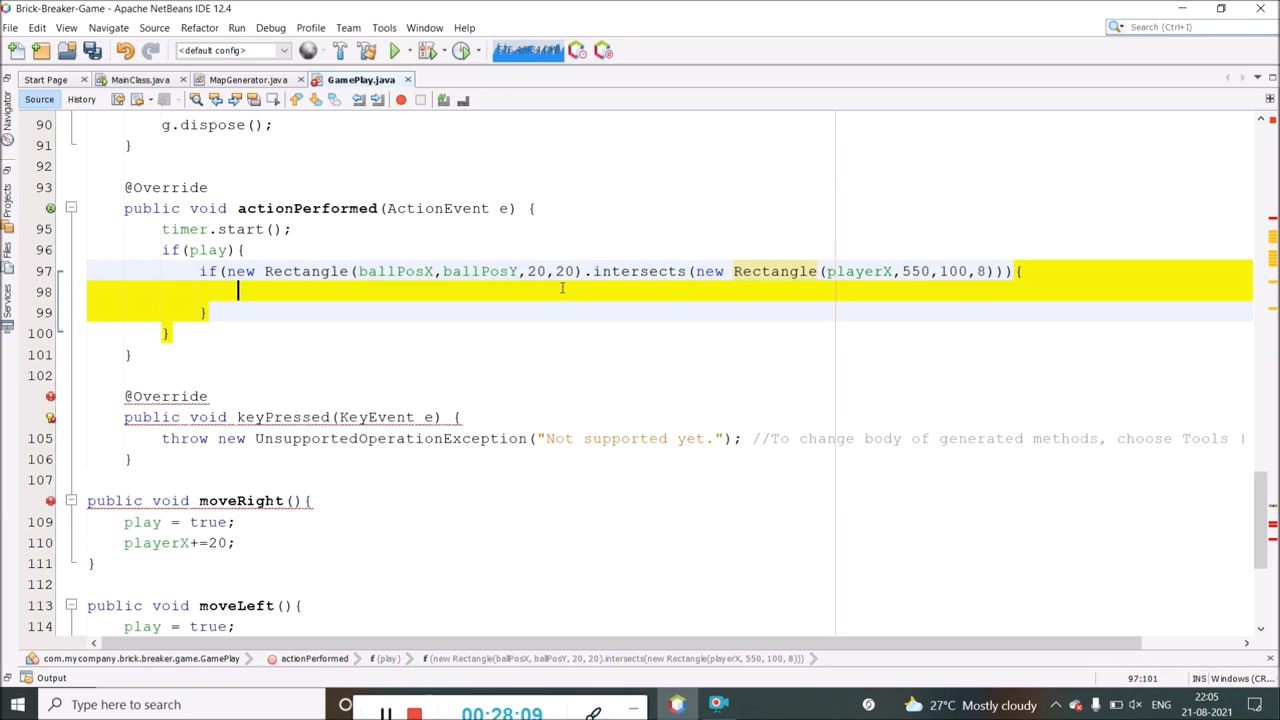 Brick-Breaker-Game - Apache NetBeans IDE 12.4
File Edit View Navigate Source Refactor Run Debug Profile Team Tools Window Help
Search (Ctrl+I)
<default config>
Start Page MainClass.java MapGenerator.java GamePlay.java
Source History
Navigator
Projects
Files
Services
90 g.dispose();
91 }
92
93 @Override
public void actionPerformed(ActionEvent e) {
95 timer.start();
96 if(play){
97 if(new Rectangle(ballPosX,ballPosY,20,20).intersects(new Rectangle(playerX,550,100,8))){
98
99 }
100 }
101 }
102
@Override
public void keyPressed(KeyEvent e) {
105 throw new UnsupportedOperationException("Not supported yet."); //To change body of generated methods, choose Tools |
106 }
107
public void moveRight(){
109 play = true;
110 playerX+=20;
111 }
112
113 public void moveLeft(){
114 play = true;
com.mycompany.brick.breaker.game.GamePlay actionPerformed if (play) if (new Rectangle(ballPosX, ballPosY, 20, 20).intersects(new Rectangle(playerX, 550, 100, 8)))
Output 97:101 INS Windows (CR...
Type here to search 00:28:09 27°C Mostly cloudy ENG 22:05
21-08-2021